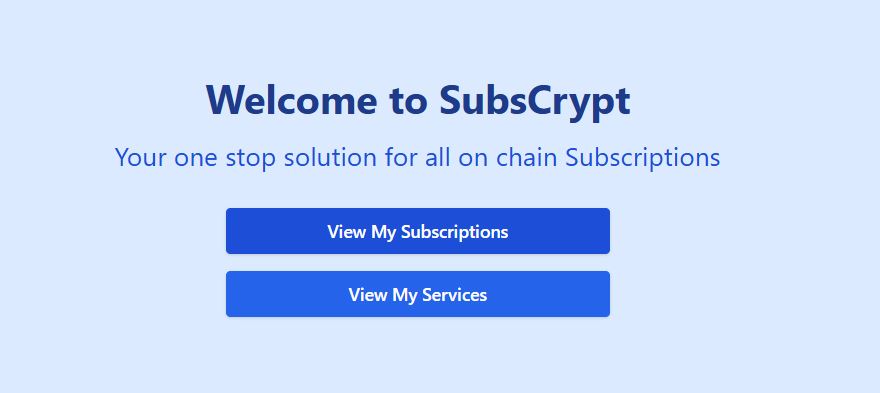 Welcome to SubsCrypt
Your one stop solution for all on chain Subscriptions
View My Subscriptions
View My Services